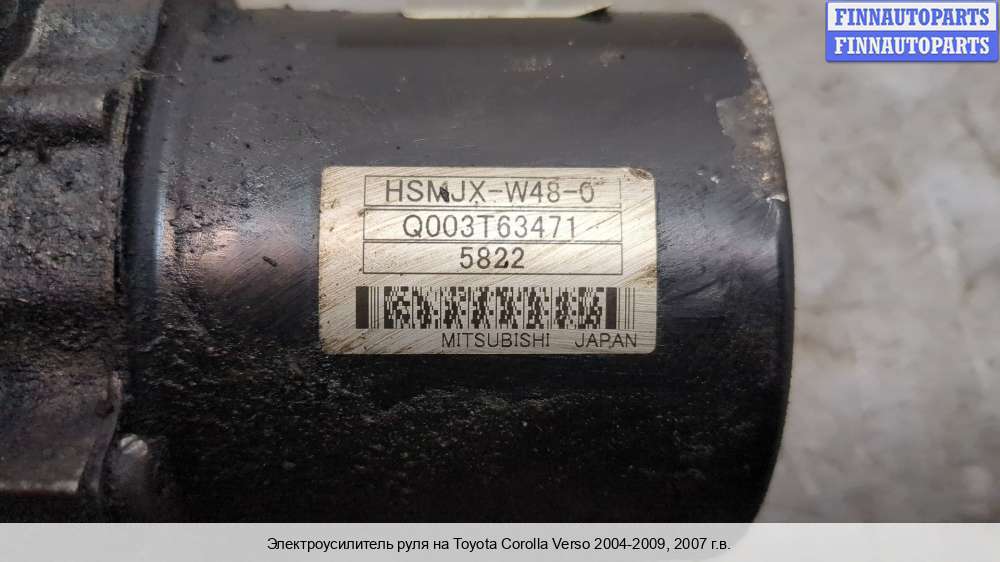 FINNAUTOPARTS
FINNAUTOPARTS
HSMJX-W48-0
Q003T63471
5822
MITSUBISHI JAPAN
Электроусилитель руля на Toyota Corolla Verso 2004-2009, 2007 г.в.